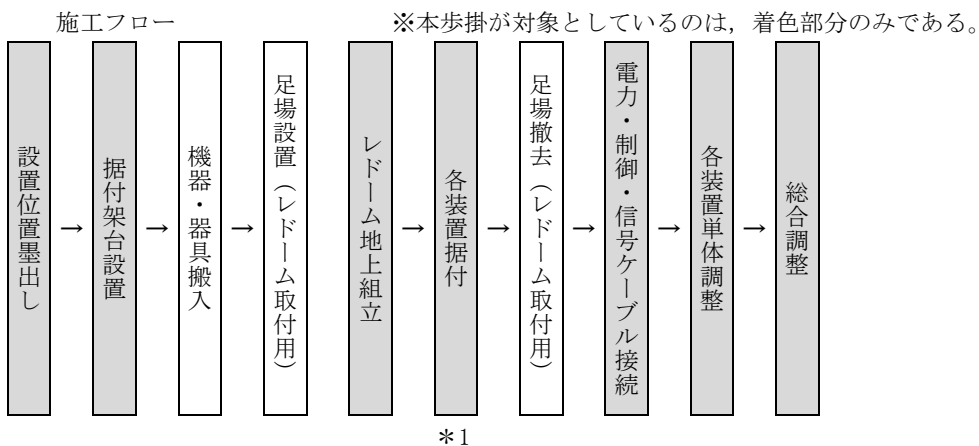 施工フロー
※本歩掛が対象としているのは，着色部分のみである。
設置位置墨出し
→
据付架台設置
→
機器・器具搬入
→
足場設置（レドーム取付用）
レドーム地上組立
→
各装置据付
→
足場撤去（レドーム取付用）
→
電力・制御・信号ケーブル接続
→
各装置単体調整
→
総合調整
＊1